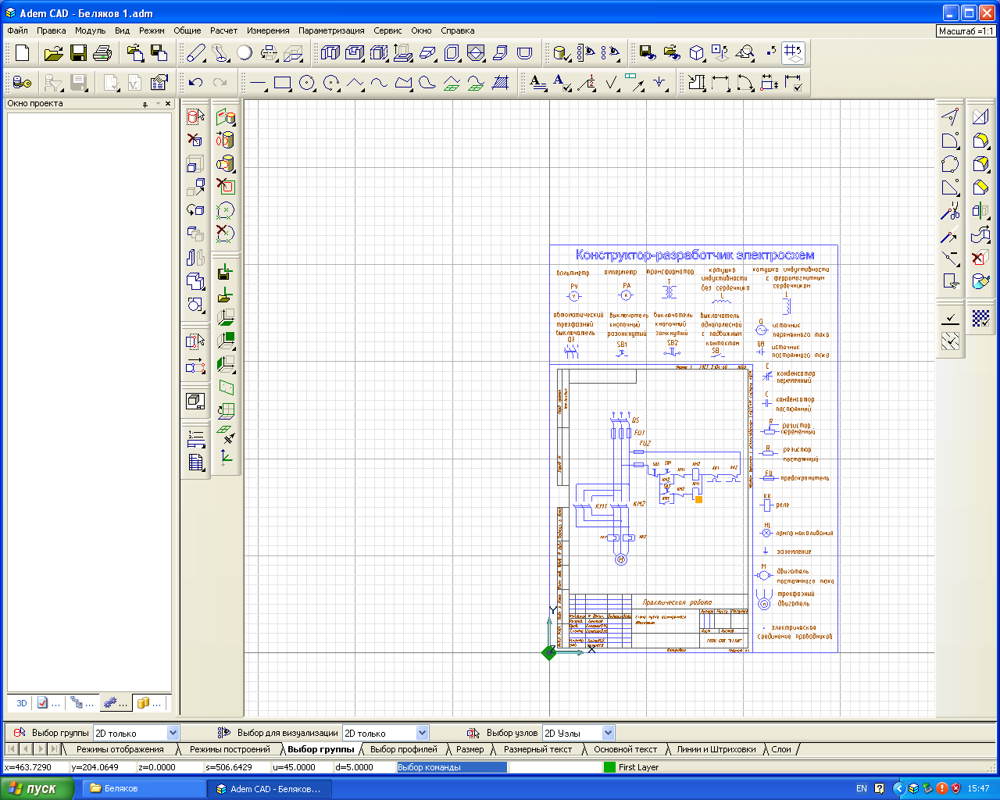 Adem CAD - Беляков 1.adm
Файл Правка Модуль Вид Режим Общие Расчет Измерения Параметризация Сервис Окно Справка
Масштаб =1:1
Окно проекта
Конструктор-разработчик электросхем
вольтметр амперметр трансформатор катушка индуктивности без сердечника катушка индуктивности с ферромагнитным сердечником
PV PA T L L
автоматический трехфазный выключатель выключатель кнопочный разомкнутый выключатель кнопочный замкнутый выключатель однополюсной с подвижным контактом
QF SB1 SB2 SB
G источник переменного тока
GB источник постоянного тока
C конденсатор переменный
C конденсатор постоянный
R резистор переменный
R резистор постоянный
FU предохранитель
KK реле
HL лампа накаливания
заземление
M двигатель постоянного тока
трехфазный двигатель
электрическая соединение проводников
QS
FU1
FU2
KM1 KM2
M
Практическая работа
Y
Z X
3D ... ... ... ...
Выбор группы 2D только Выбор для визуализации 2D только Выбор узлов 2D Узлы
Режимы отображения Режимы построений Выбор группы Выбор профилей Размер Размерный текст Основной текст Линии и Штриховки Слои
x=463.7290 y=204.0649 z=0.0000 s=506.6429 u=45.0000 d=5.0000 Выбор команды First Layer
пуск Беляков Adem CAD - Беляков... EN 15:47